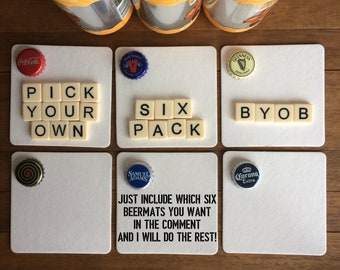 Coca-Cola
GUINNESS
PICK
YOUR
OWN
SIX
PACK
BYOB
SAMUEL
ADAMS
Corona
Extra
JUST INCLUDE WHICH SIX
BEERMATS YOU WANT
IN THE COMMENT
AND I WILL DO THE REST!